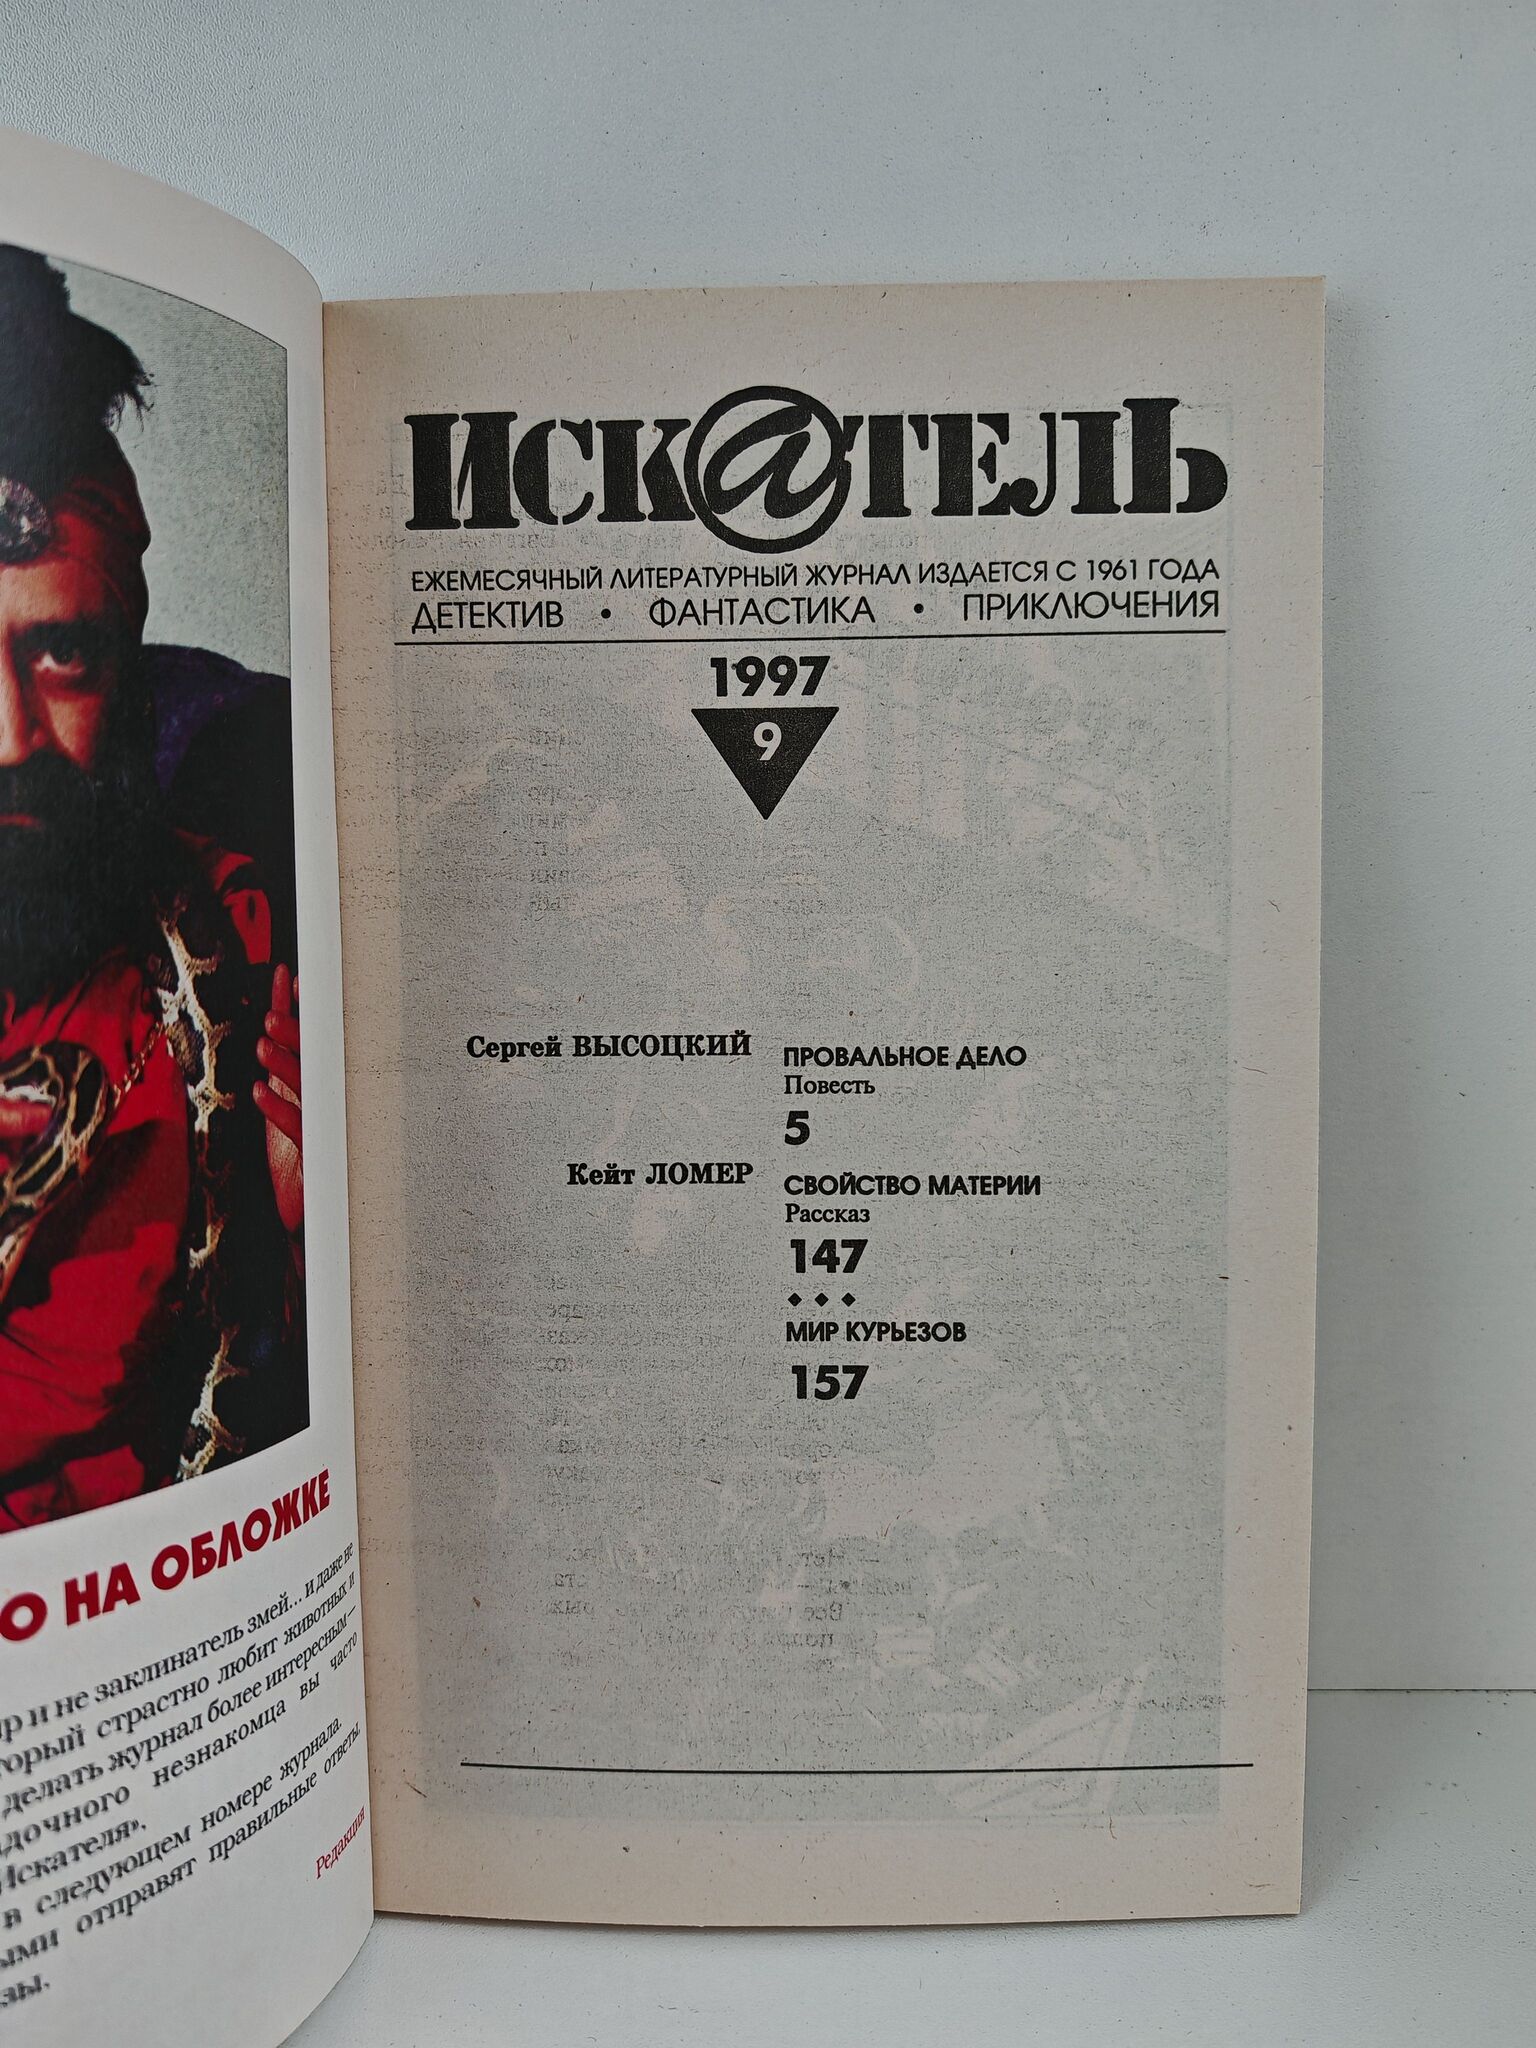 О НА ОБЛОЖКЕ
и не заклинатель змей... и даже не
торый страстно любит животных и
делать журнал более интересным—
дочного незнакомца вы часто
Искателя».
в следующем номере журнала.
ыми отправят правильные ответы,
зы.
Редакция
ИСК@ТЕЛЬ
ЕЖЕМЕСЯЧНЫЙ ЛИТЕРАТУРНЫЙ ЖУРНАЛ ИЗДАЕТСЯ С 1961 ГОДА
ДЕТЕКТИВ • ФАНТАСТИКА • ПРИКЛЮЧЕНИЯ
1997
9
Сергей ВЫСОЦКИЙ
ПРОВАЛЬНОЕ ДЕЛО
Повесть
5
Кейт ЛОМЕР
СВОЙСТВО МАТЕРИИ
Рассказ
147
МИР КУРЬЕЗОВ
157